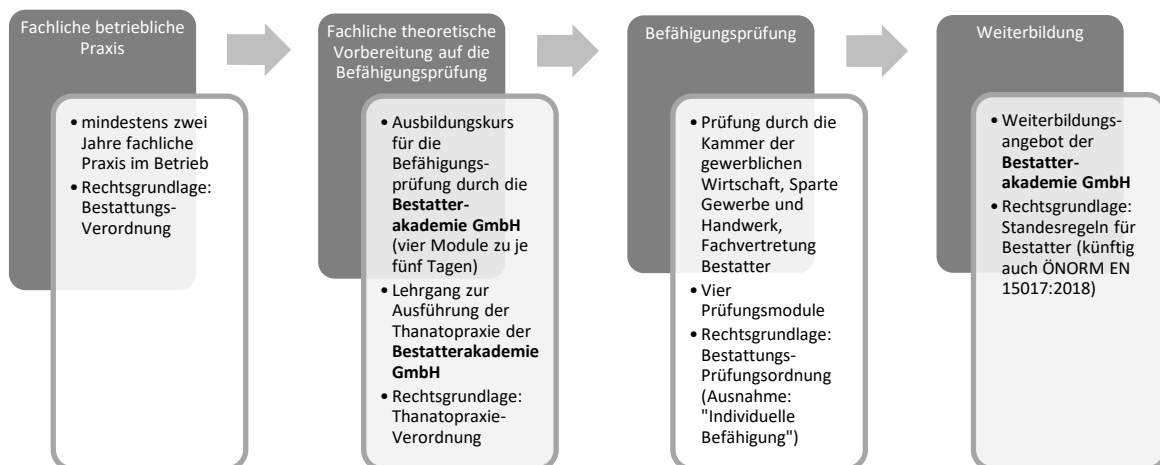 Fachliche betriebliche
Praxis
• mindestens zwei
Jahre fachliche
Praxis im Betrieb
• Rechtsgrundlage:
Bestattungs-
Verordnung
Fachliche theoretische
Vorbereitung auf die
Befähigungsprüfung
• Ausbildungskurs
für die
Befähigungs-
prüfung durch die
Bestatter-
akademie GmbH
(vier Module zu je
fünf Tagen)
• Lehrgang zur
Ausführung der
Thanatopraxie der
Bestatterakademie
GmbH
• Rechtsgrundlage:
Thanatopraxie-
Verordnung
Befähigungsprüfung
• Prüfung durch die
Kammer der
gewerblichen
Wirtschaft, Sparte
Gewerbe und
Handwerk,
Fachvertretung
Bestatter
• Vier
Prüfungsmodule
• Rechtsgrundlage:
Bestattungs-
Prüfungsordnung
(Ausnahme:
"Individuelle
Befähigung")
Weiterbildung
• Weiterbildungs-
angebot der
Bestatter-
akademie GmbH
• Rechtsgrundlage:
Standesregeln für
Bestatter (künftig
auch ÖNORM EN
15017:2018)